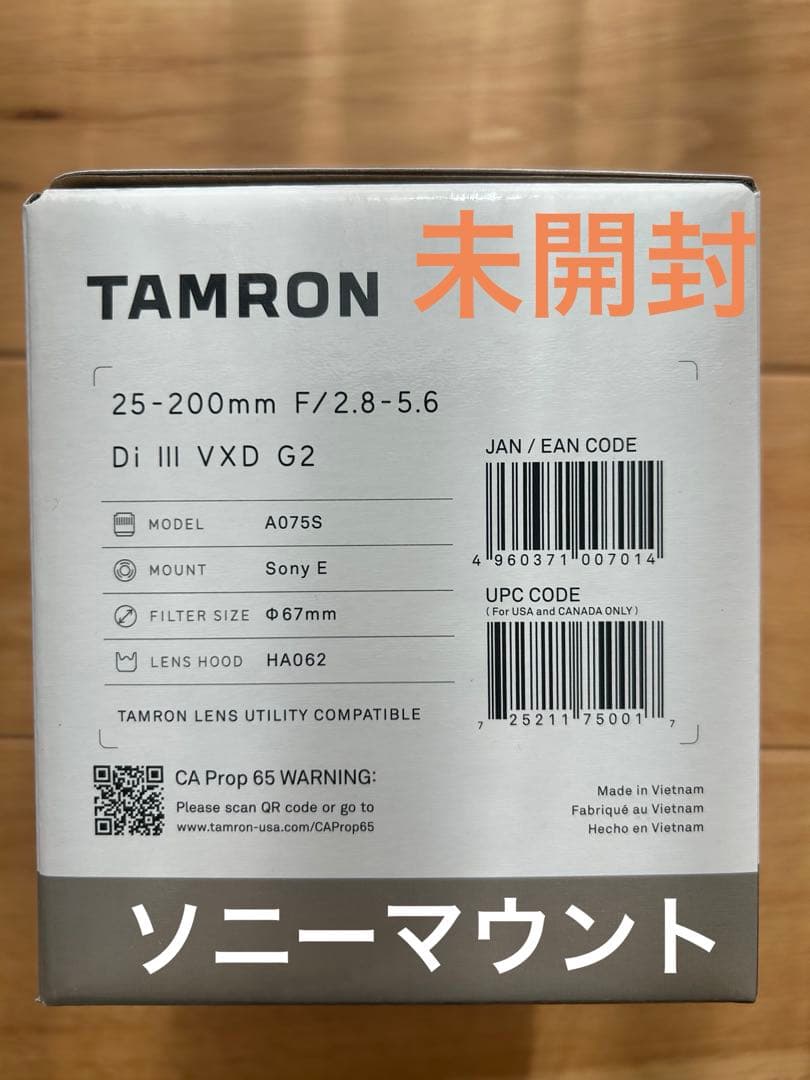 未開封
TAMRON
25-200mm F/2.8-5.6
Di III VXD G2
MODEL A075S
MOUNT Sony E
FILTER SIZE Φ67mm
LENS HOOD HA062
TAMRON LENS UTILITY COMPATIBLE
JAN / EAN CODE
4 960371 007014
UPC CODE
(For USA and CANADA ONLY)
7 25211 75001 7
CA Prop 65 WARNING:
Please scan QR code or go to
www.tamron-usa.com/CAProp65
Made in Vietnam
Fabriqué au Vietnam
Hecho en Vietnam
ソニーマウント